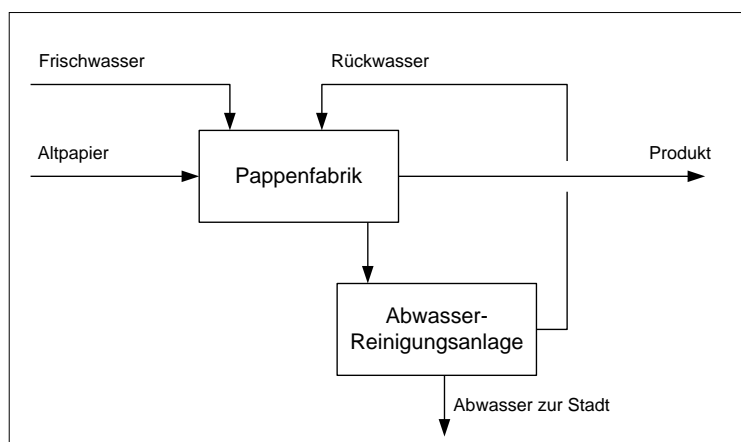 Frischwasser
Rückwasser
Altpapier
Produkt
Pappenfabrik
Abwasser-
Reinigungsanlage
Abwasser zur Stadt